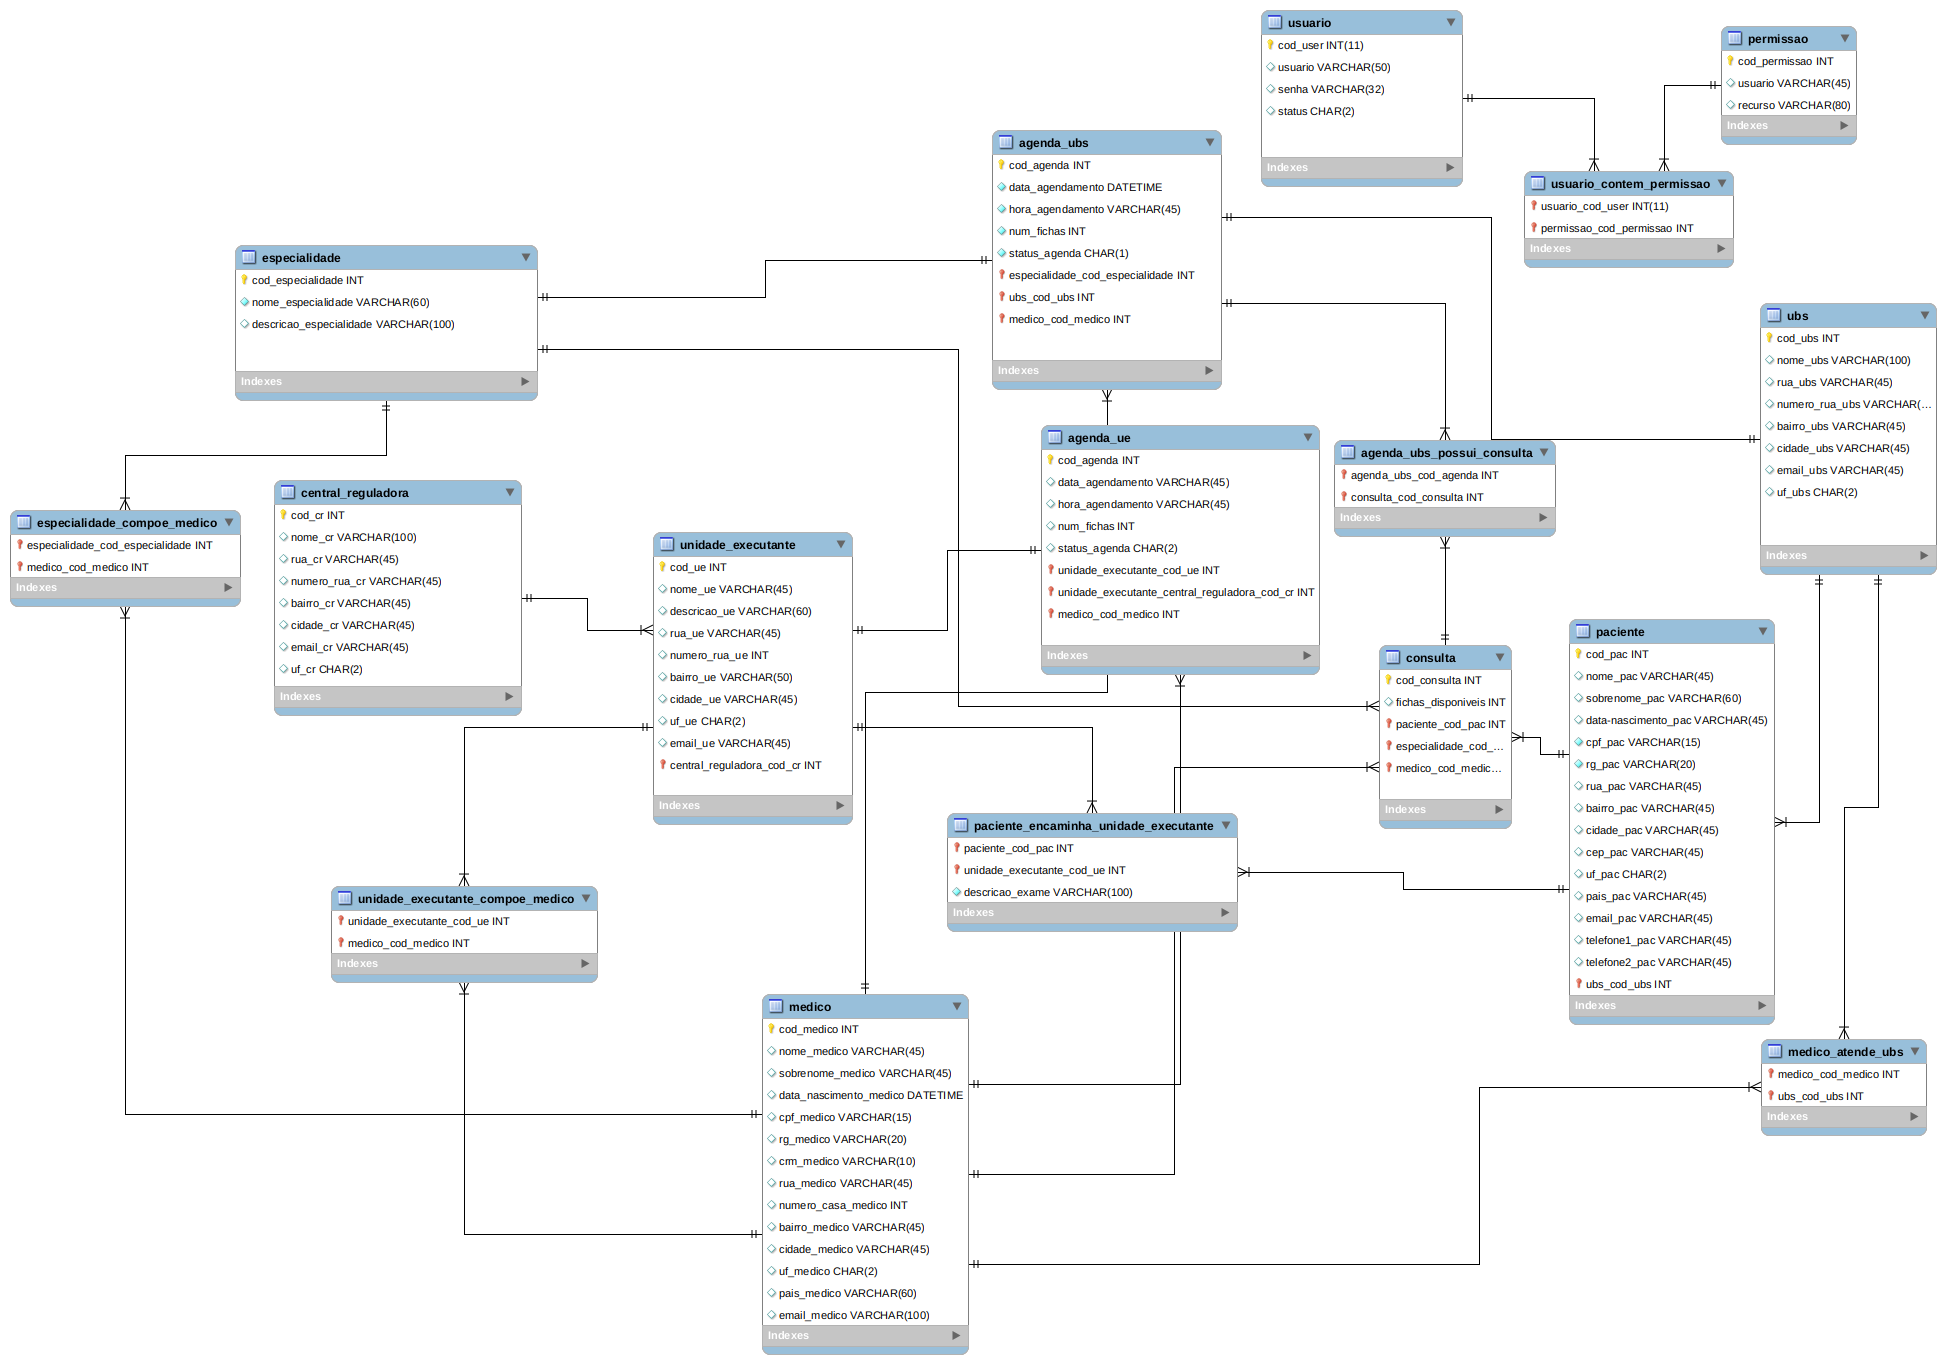 usuario
cod_user INT(11)
usuario VARCHAR(50)
senha VARCHAR(32)
status CHAR(2)
Indexes
permissao
cod_permissao INT
usuario VARCHAR(45)
recurso VARCHAR(80)
Indexes
usuario_contem_permissao
usuario_cod_user INT(11)
permissao_cod_permissao INT
Indexes
agenda_ubs
cod_agenda INT
data_agendamento DATETIME
hora_agendamento VARCHAR(45)
num_fichas INT
status_agenda CHAR(1)
especialidade_cod_especialidade INT
ubs_cod_ubs INT
medico_cod_medico INT
Indexes
especialidade
cod_especialidade INT
nome_especialidade VARCHAR(60)
descricao_especialidade VARCHAR(100)
Indexes
ubs
cod_ubs INT
nome_ubs VARCHAR(100)
rua_ubs VARCHAR(45)
numero_rua_ubs VARCHAR(...
bairro_ubs VARCHAR(45)
cidade_ubs VARCHAR(45)
email_ubs VARCHAR(45)
uf_ubs CHAR(2)
Indexes
agenda_ue
cod_agenda INT
data_agendamento VARCHAR(45)
hora_agendamento VARCHAR(45)
num_fichas INT
status_agenda CHAR(2)
unidade_executante_cod_ue INT
unidade_executante_central_reguladora_cod_cr INT
medico_cod_medico INT
Indexes
agenda_ubs_possui_consulta
agenda_ubs_cod_agenda INT
consulta_cod_consulta INT
Indexes
central_reguladora
cod_cr INT
nome_cr VARCHAR(100)
rua_cr VARCHAR(45)
numero_rua_cr VARCHAR(45)
bairro_cr VARCHAR(45)
cidade_cr VARCHAR(45)
email_cr VARCHAR(45)
uf_cr CHAR(2)
Indexes
especialidade_compoe_medico
especialidade_cod_especialidade INT
medico_cod_medico INT
Indexes
unidade_executante
cod_ue INT
nome_ue VARCHAR(45)
descricao_ue VARCHAR(60)
rua_ue VARCHAR(45)
numero_rua_ue INT
bairro_ue VARCHAR(50)
cidade_ue VARCHAR(45)
uf_ue CHAR(2)
email_ue VARCHAR(45)
central_reguladora_cod_cr INT
Indexes
consulta
cod_consulta INT
fichas_disponiveis INT
paciente_cod_pac INT
especialidade_cod_...
medico_cod_medic...
Indexes
paciente
cod_pac INT
nome_pac VARCHAR(45)
sobrenome_pac VARCHAR(60)
data-nascimento_pac VARCHAR(45)
cpf_pac VARCHAR(15)
rg_pac VARCHAR(20)
rua_pac VARCHAR(45)
bairro_pac VARCHAR(45)
cidade_pac VARCHAR(45)
cep_pac VARCHAR(45)
uf_pac CHAR(2)
pais_pac VARCHAR(45)
email_pac VARCHAR(45)
telefone1_pac VARCHAR(45)
telefone2_pac VARCHAR(45)
ubs_cod_ubs INT
Indexes
paciente_encaminha_unidade_executante
paciente_cod_pac INT
unidade_executante_cod_ue INT
descricao_exame VARCHAR(100)
Indexes
unidade_executante_compoe_medico
unidade_executante_cod_ue INT
medico_cod_medico INT
Indexes
medico
cod_medico INT
nome_medico VARCHAR(45)
sobrenome_medico VARCHAR(45)
data_nascimento_medico DATETIME
cpf_medico VARCHAR(15)
rg_medico VARCHAR(20)
crm_medico VARCHAR(10)
rua_medico VARCHAR(45)
numero_casa_medico INT
bairro_medico VARCHAR(45)
cidade_medico VARCHAR(45)
uf_medico CHAR(2)
pais_medico VARCHAR(60)
email_medico VARCHAR(100)
Indexes
medico_atende_ubs
medico_cod_medico INT
ubs_cod_ubs INT
Indexes